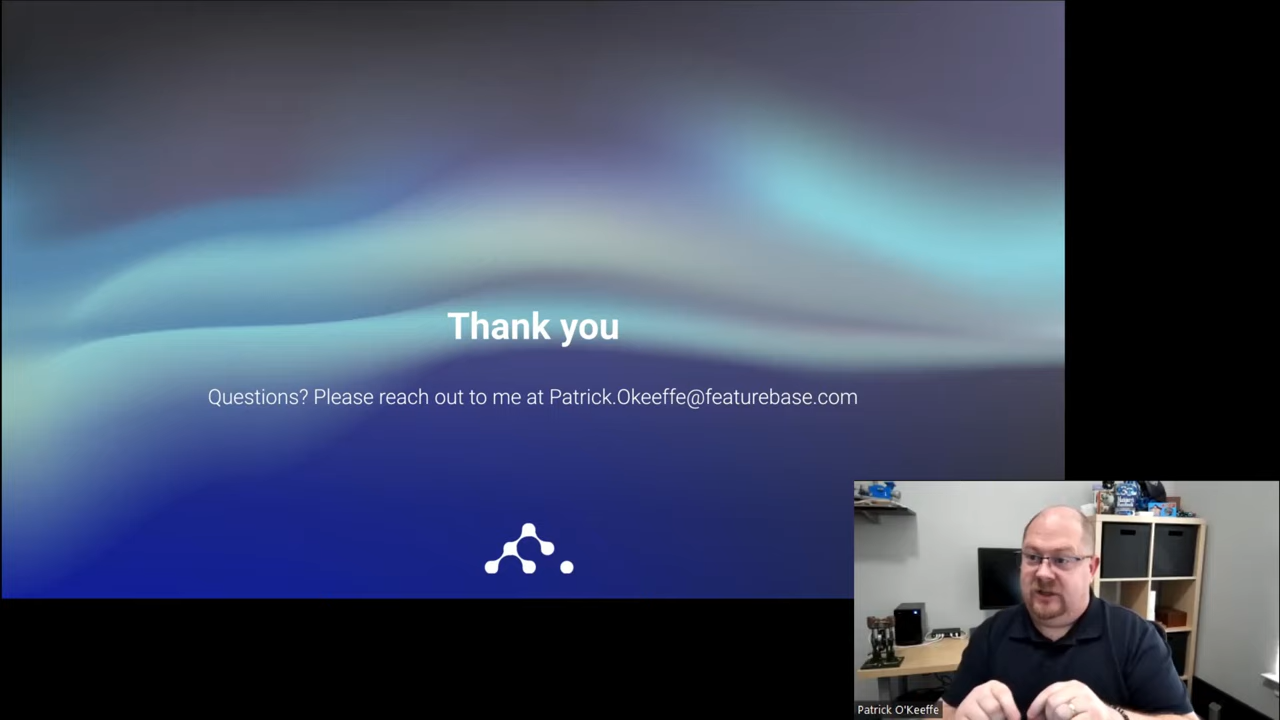 Thank you
Questions? Please reach out to me at Patrick.Okeeffe@featurebase.com
Patrick O'Keeffe